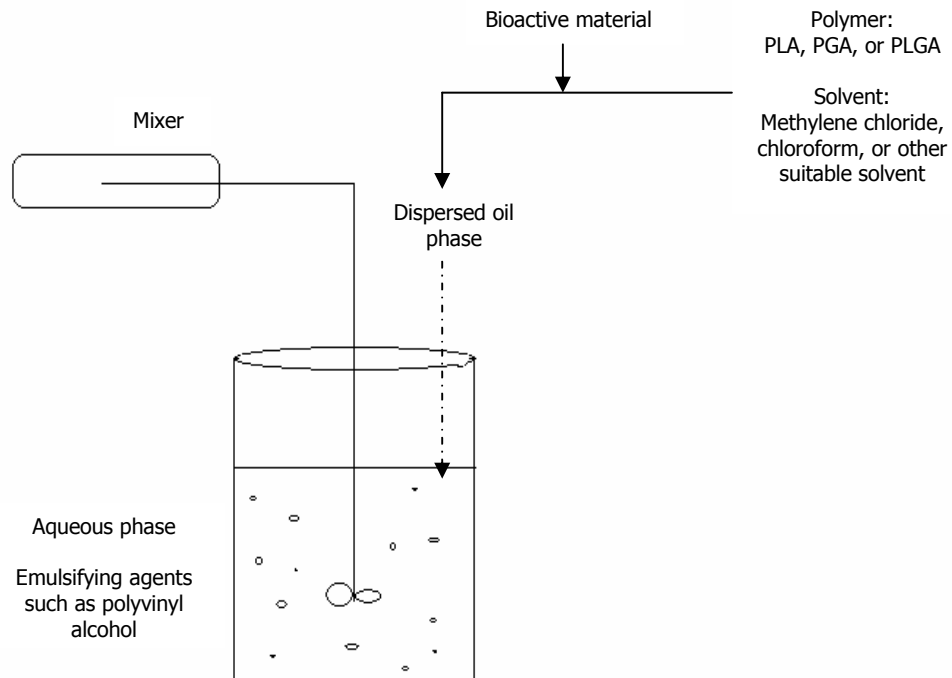 Bioactive material
Polymer:
PLA, PGA, or PLGA
Solvent:
Methylene chloride,
chloroform, or other
suitable solvent
Mixer
Dispersed oil
phase
Aqueous phase
Emulsifying agents
such as polyvinyl
alcohol